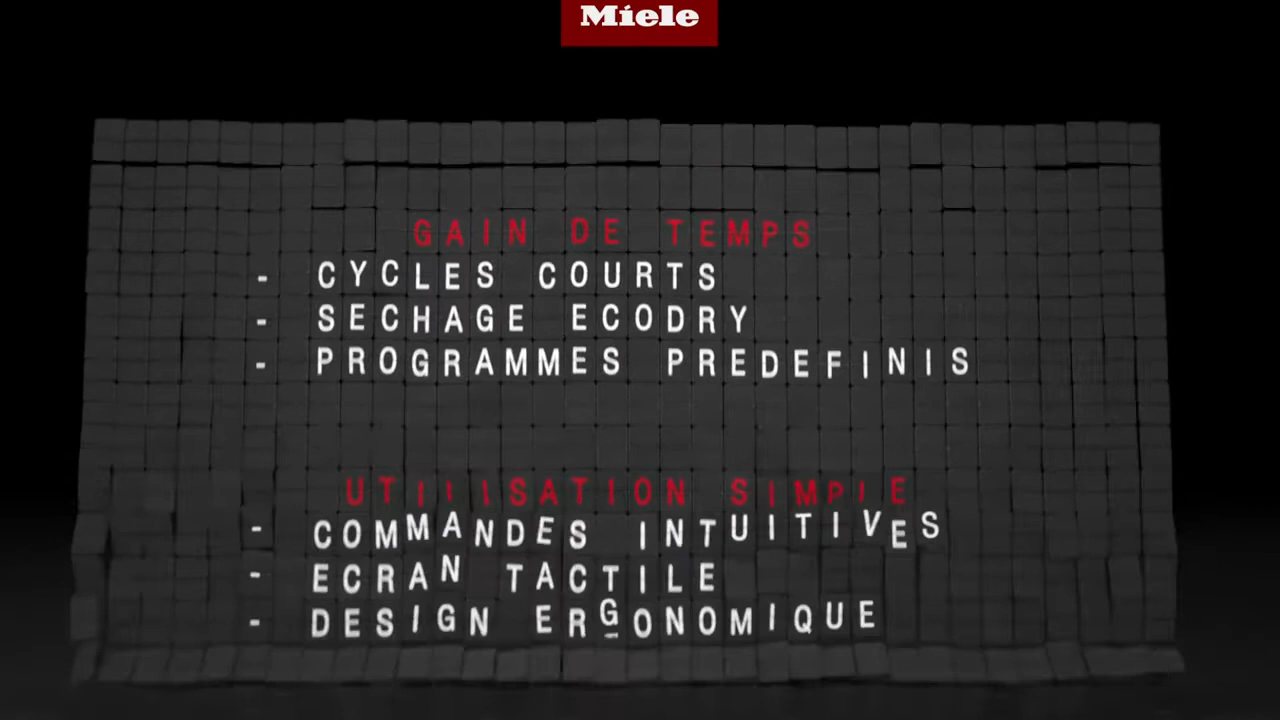 Miele
GAIN DE TEMPS
- CYCLES COURTS
- SECHAGE ECODRY
- PROGRAMMES PREDEFINIS
UTILISATION SIMPLE
- COMMANDES INTUITIVES
- ECRAN TACTILE
- DESIGN ERGONOMIQUE